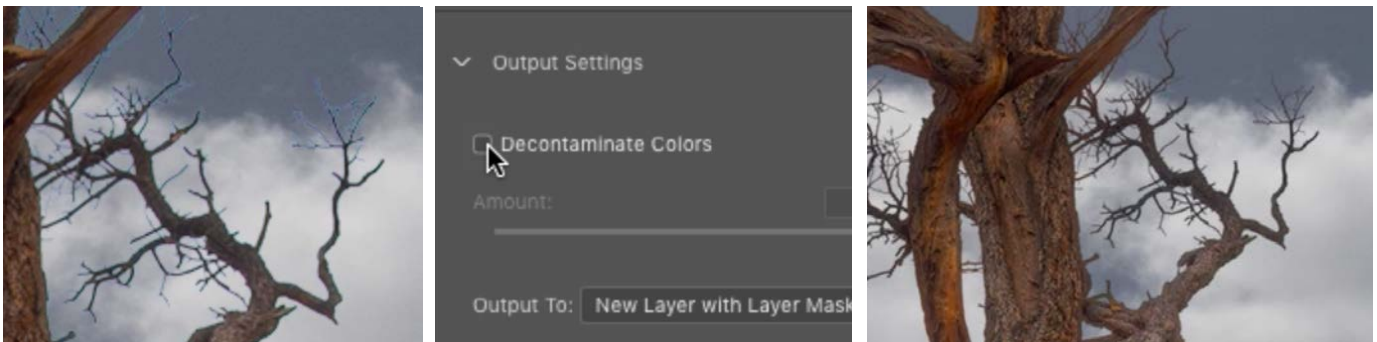 Output Settings
Decontaminate Colors
Amount:
Output To: New Layer with Layer Mask